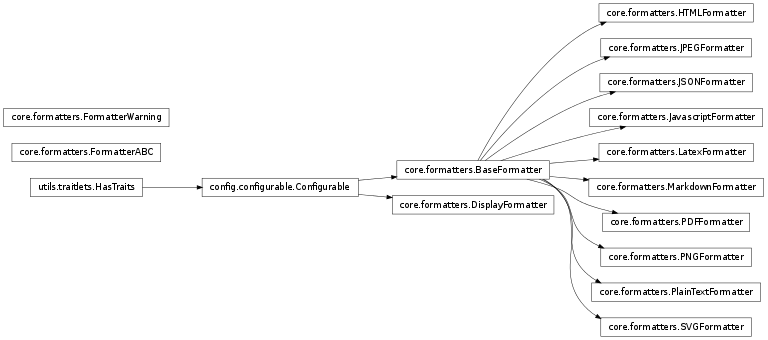 core.formatters.HTMLFormatter
core.formatters.JPEGFormatter
core.formatters.JSONFormatter
core.formatters.FormatterWarning
core.formatters.JavascriptFormatter
core.formatters.FormatterABC
core.formatters.LatexFormatter
core.formatters.BaseFormatter
utils.traitlets.HasTraits
config.configurable.Configurable
core.formatters.MarkdownFormatter
core.formatters.DisplayFormatter
core.formatters.PDFFormatter
core.formatters.PNGFormatter
core.formatters.PlainTextFormatter
core.formatters.SVGFormatter